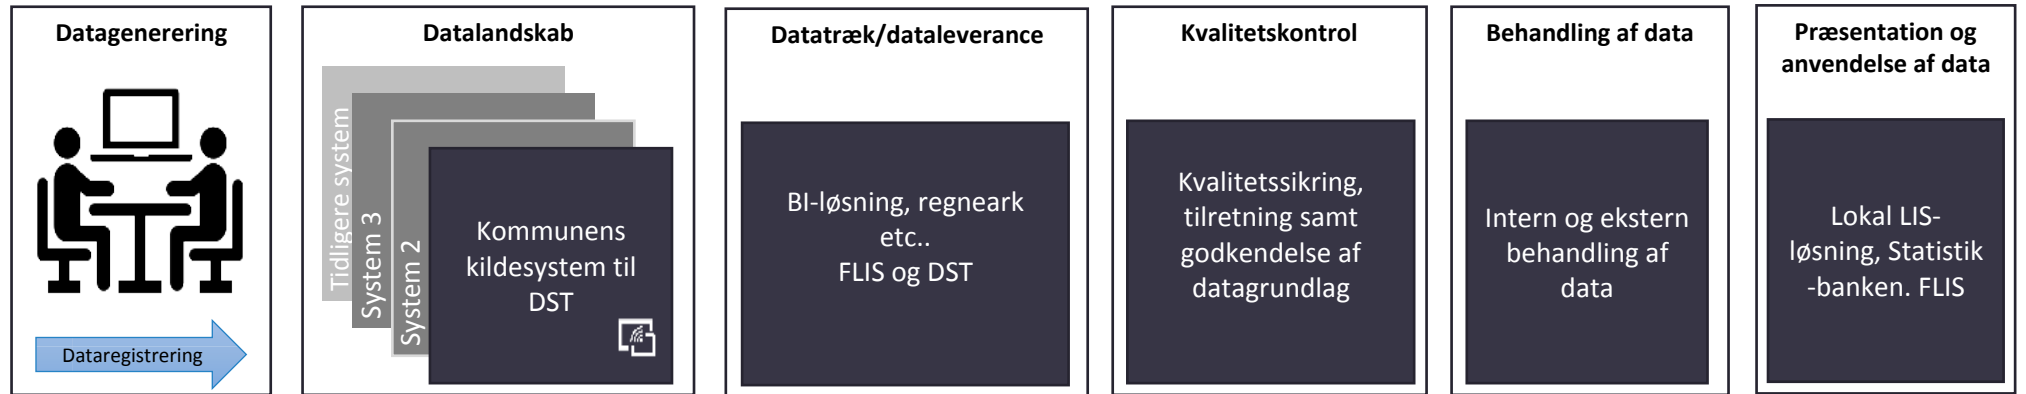 Datagenerering
Dataregistrering
Datalandskab
Tidligere system
System 3
System 2
Kommunens
kildesystem til
DST
Datatræk/dataleverance
BI-løsning, regneark
etc..
FLIS og DST
Kvalitetskontrol
Kvalitetssikring,
tilretning samt
godkendelse af
datagrundlag
Behandling af data
Intern og ekstern
behandling af
data
Præsentation og
anvendelse af data
Lokal LIS-
løsning, Statistik
-banken. FLIS